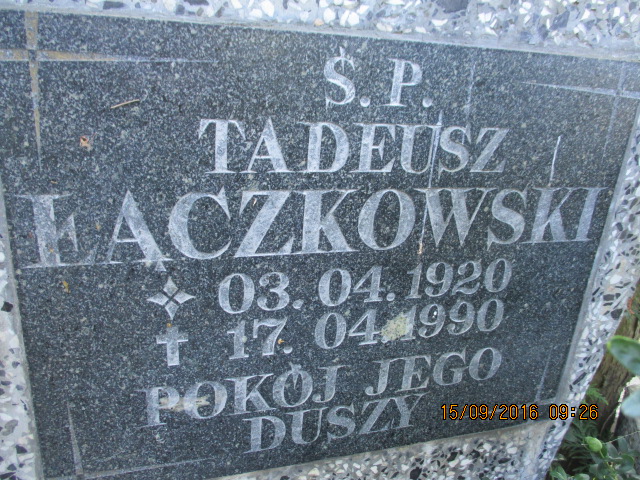 Ś.P.
TADEUSZ
ŁĄCZKOWSKI
03.04.1920
17.04.1990
POKÓJ JEGO
DUSZY
15/09/2016 09:26